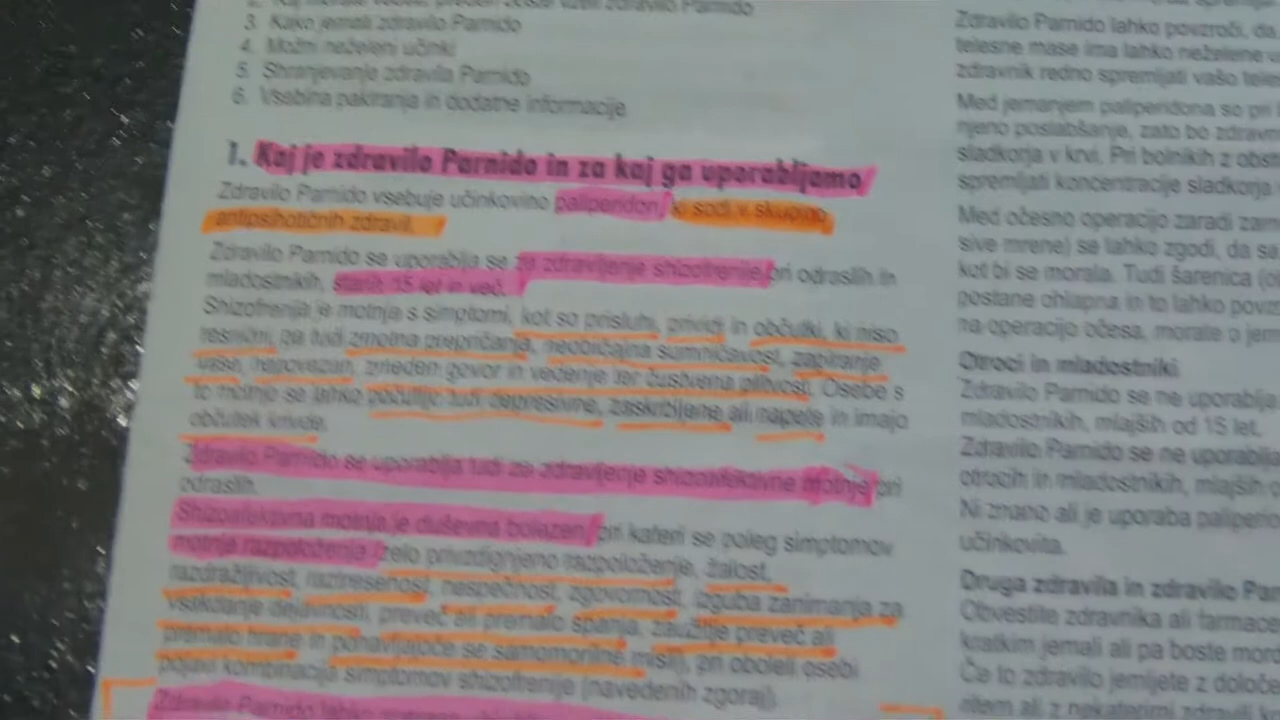 3. Kako jemati zdravilo Parnido
4. Možni neželeni učinki
5. Shranjevanje zdravila Parnido
6. Vsebina pakiranja in dodatne informacije
1. Kaj je zdravilo Parnido in za kaj ga uporabljamo
Zdravilo Parnido vsebuje učinkovino paliperidon, ki sodi v skupino
antipsihotičnih zdravil.
Zdravilo Parnido se uporablja se za zdravljenje shizofrenije pri odraslih in
mladostnikih, starih 15 let in več.
Shizofrenija je motnja s simptomi, kot so prisluhi, prividi in občutki, ki niso
resnični, pa tudi zmotna prepričanja, neobičajna sumničavost, zapiranje
vase, nepovezan, zmeden govor in vedenje ter čustvena plitvost. Osebe s
to motnjo se lahko počutijo tudi depresivne, zaskrbljene ali napete in imajo
občutek krivde.
Zdravilo Parnido se uporablja tudi za zdravljenje shizoafektivne motnje pri
odraslih.
Shizoafektivna motnja je duševna bolezen, pri kateri se poleg simptomov
motnje razpoloženja (zelo privzdignjeno razpoloženje, žalost,
razdražljivost, raztresenost, nespečnost, zgovornost, izguba zanimanja za
vsakdanje dejavnosti, preveč ali premalo spanja, zaužitje preveč ali
premalo hrane in ponavljajoče se samomorilne misli), pri oboleli osebi
pojavi kombinacija simptomov shizofrenije (navedenih zgoraj).
Zdravilo Parnido lahko
Zdravilo Parnido lahko povzroči, da
telesne mase ima lahko neželene
zdravnik redno spremljati vašo
Med jemanjem paliperidona so pri
njeno poslabšanje, zato bo
sladkorja v krvi. Pri bolnikih z
spremljati koncentracije sladkorja
Med očesno operacijo zaradi
sive mrene) se lahko zgodi, da
kot bi se morala. Tudi šarenica
postane ohlapna in to lahko
na operacijo očesa, morate o
Otroci in mladostniki
Zdravilo Parnido se ne uporablja
mladostnikih, mlajših od 15 let.
Zdravilo Parnido se ne uporablja
otrocih in mladostnikih, mlajših
Ni znano ali je uporaba
učinkovita.
Druga zdravila in zdravilo
Obvestite zdravnika ali
kratkim jemali ali pa boste
Če to zdravilo jemljete z
ritem ali z nekaterimi zdravili